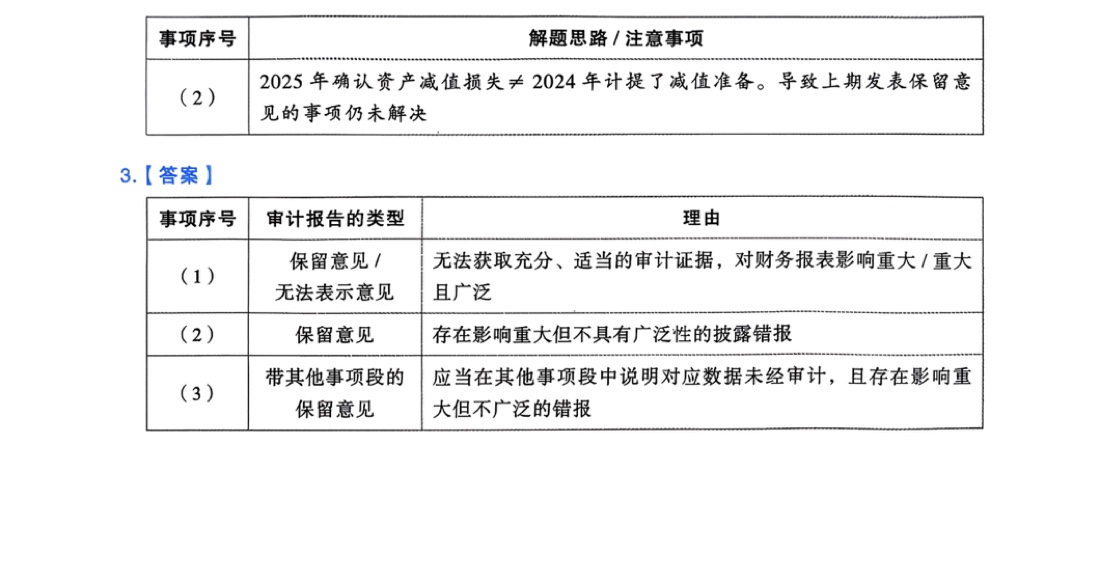 事项序号 解题思路 / 注意事项
(2) 2025 年确认资产减值损失≠ 2024 年计提了减值准备。导致上期发表保留意
见的事项仍未解决
3.【答案】
事项序号 审计报告的类型 理由
(1) 保留意见 / 无法获取充分、适当的审计证据，对财务报表影响重大 / 重大
无法表示意见 且广泛
(2) 保留意见 存在影响重大但不具有广泛性的披露错报
(3) 带其他事项段的 应当在其他事项段中说明对应数据未经审计，且存在影响重
保留意见 大但不广泛的错报